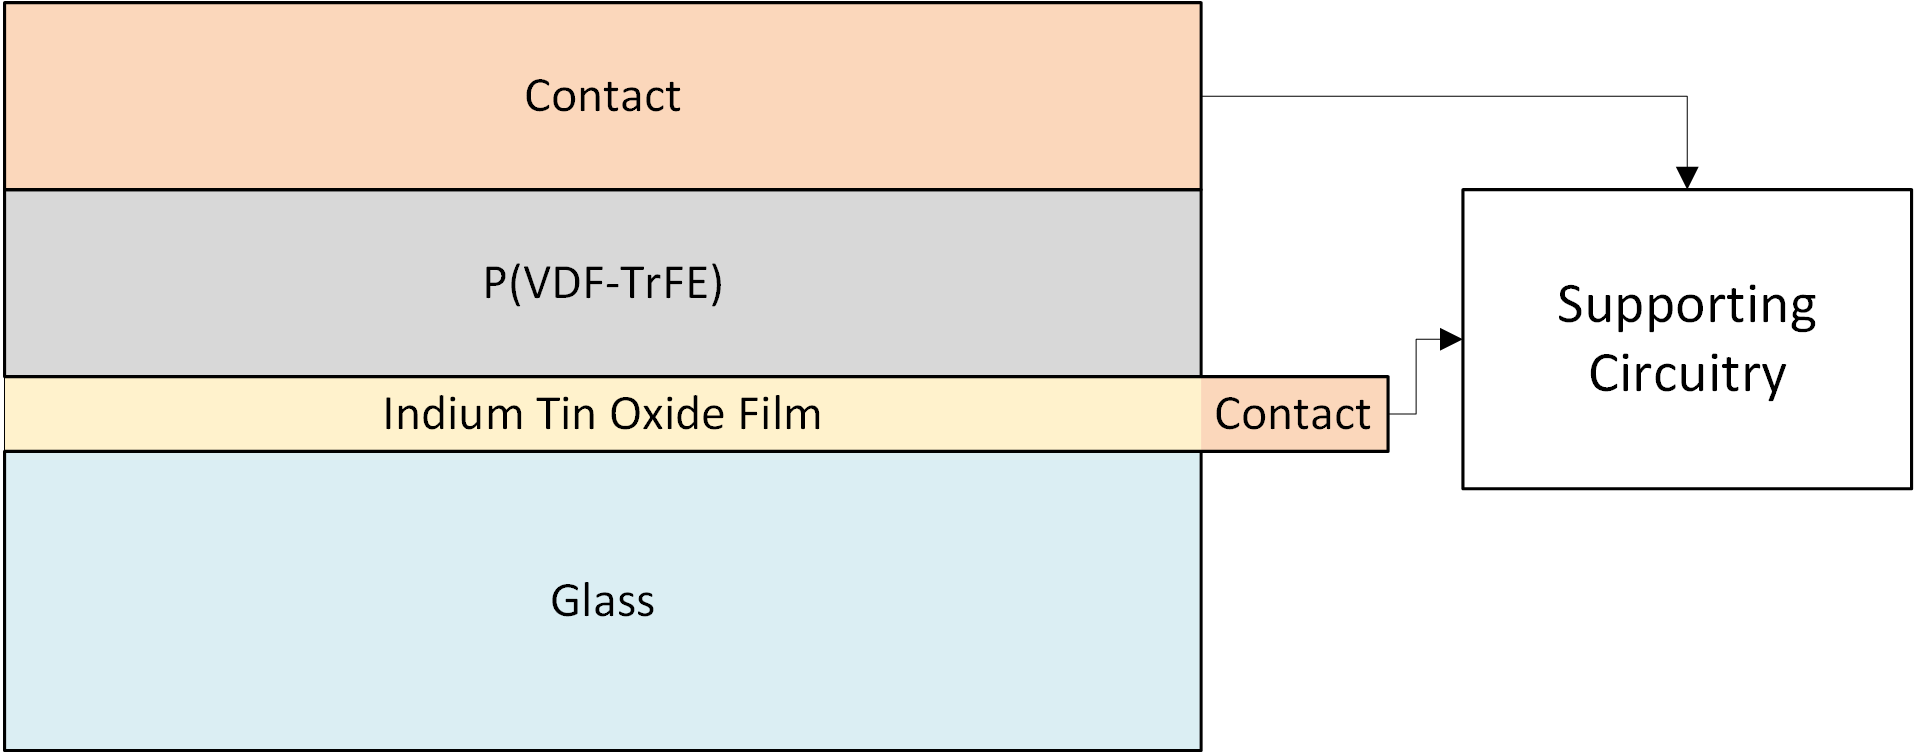 Contact
P(VDF-TrFE)
Indium Tin Oxide Film
Contact
Glass
Supporting
Circuitry